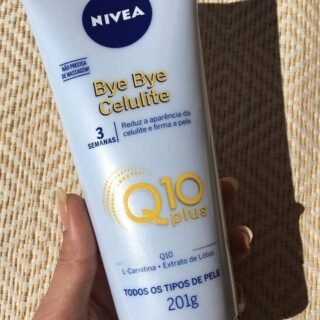 NIVEA
NÃO PRECISA
DE MASSAGEM!
Bye Bye
Celulite
3
SEMANAS
Reduz a aparência da
celulite e firma a pele
Q10
plus
Q10
L-Carnitina • Extrato de Lótus
TODOS OS TIPOS DE PELE
201g